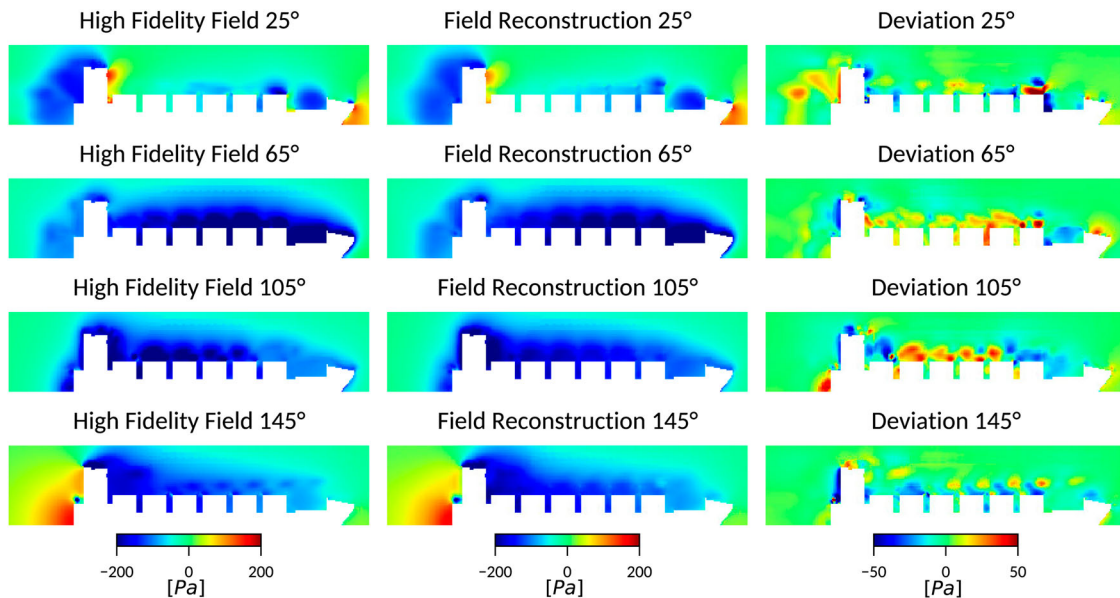 High Fidelity Field 25°
Field Reconstruction 25°
Deviation 25°
High Fidelity Field 65°
Field Reconstruction 65°
Deviation 65°
High Fidelity Field 105°
Field Reconstruction 105°
Deviation 105°
High Fidelity Field 145°
Field Reconstruction 145°
Deviation 145°
−200 0 200
[Pa]
−200 0 200
[Pa]
−50 0 50
[Pa]